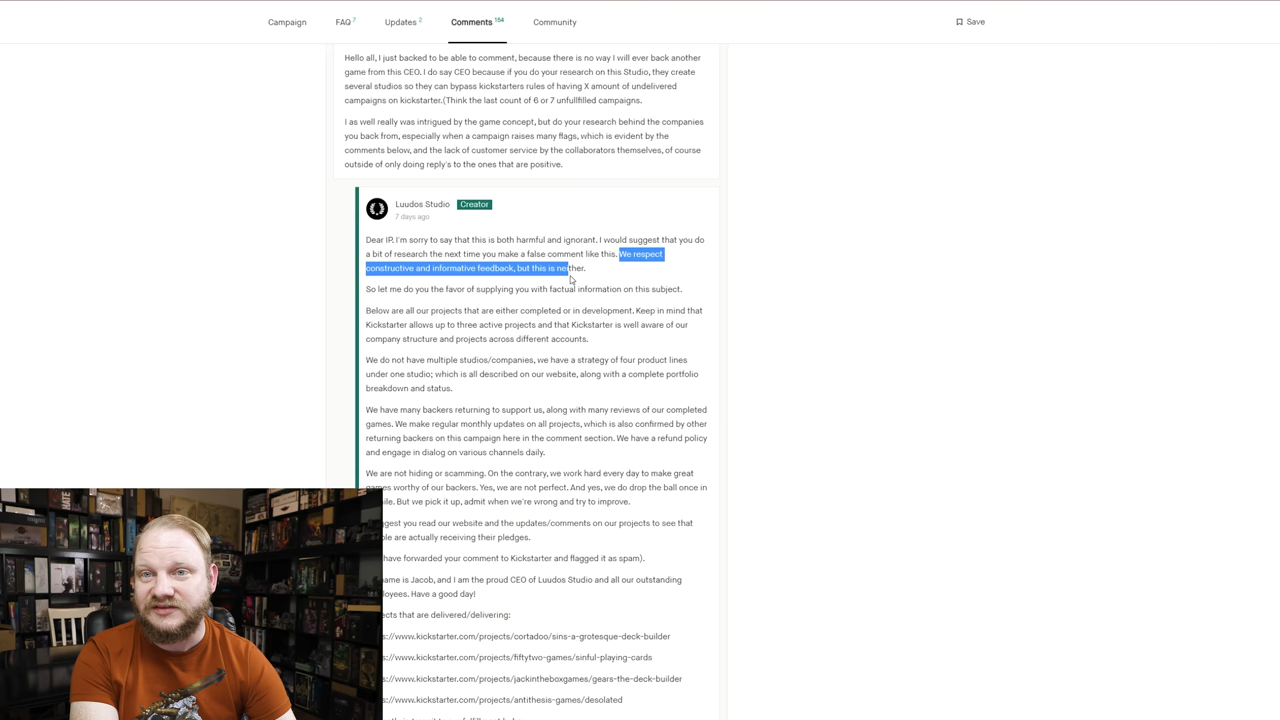 Campaign FAQ 7 Updates 2 Comments 164 Community Save
Hello all, I just backed to be able to comment, because there is no way I will ever back another
game from this CEO. I do say CEO because if you do your research on this Studio, they create
several studios so they can bypass kickstarters rules of having X amount of undelivered
campaigns on kickstarter.(Think the last count of 6 or 7 unfullfilled campaigns.
I as well really was intrigued by the game concept, but do your research behind the companies
you back from, especially when a campaign raises many flags, which is evident by the
comments below, and the lack of customer service by the collaborators themselves, of course
outside of only doing reply's to the ones that are positive.
Luudos Studio Creator
7 days ago
Dear IP. I'm sorry to say that this is both harmful and ignorant. I would suggest that you do
a bit of research the next time you make a false comment like this. We respect
constructive and informative feedback, but this is neither.
So let me do you the favor of supplying you with factual information on this subject.
Below are all our projects that are either completed or in development. Keep in mind that
Kickstarter allows up to three active projects and that Kickstarter is well aware of our
company structure and projects across different accounts.
We do not have multiple studios/companies, we have a strategy of four product lines
under one studio; which is all described on our website, along with a complete portfolio
breakdown and status.
We have many backers returning to support us, along with many reviews of our completed
games. We make regular monthly updates on all projects, which is also confirmed by other
returning backers on this campaign here in the comment section. We have a refund policy
and engage in dialog on various channels daily.
We are not hiding or scamming. On the contrary, we work hard every day to make great
games worthy of our backers. Yes, we are not perfect. And yes, we do drop the ball once in
ile. But we pick it up, admit when we're wrong and try to improve.
ggest you read our website and the updates/comments on our projects to see that
ple are actually receiving their pledges.
have forwarded your comment to Kickstarter and flagged it as spam).
name is Jacob, and I am the proud CEO of Luudos Studio and all our outstanding
loyees. Have a good day!
ects that are delivered/delivering:
s://www.kickstarter.com/projects/cortadoo/sins-a-grotesque-deck-builder
s://www.kickstarter.com/projects/fiftytwo-games/sinful-playing-cards
s://www.kickstarter.com/projects/jackintheboxgames/gears-the-deck-builder
s://www.kickstarter.com/projects/antithesis-games/desolated